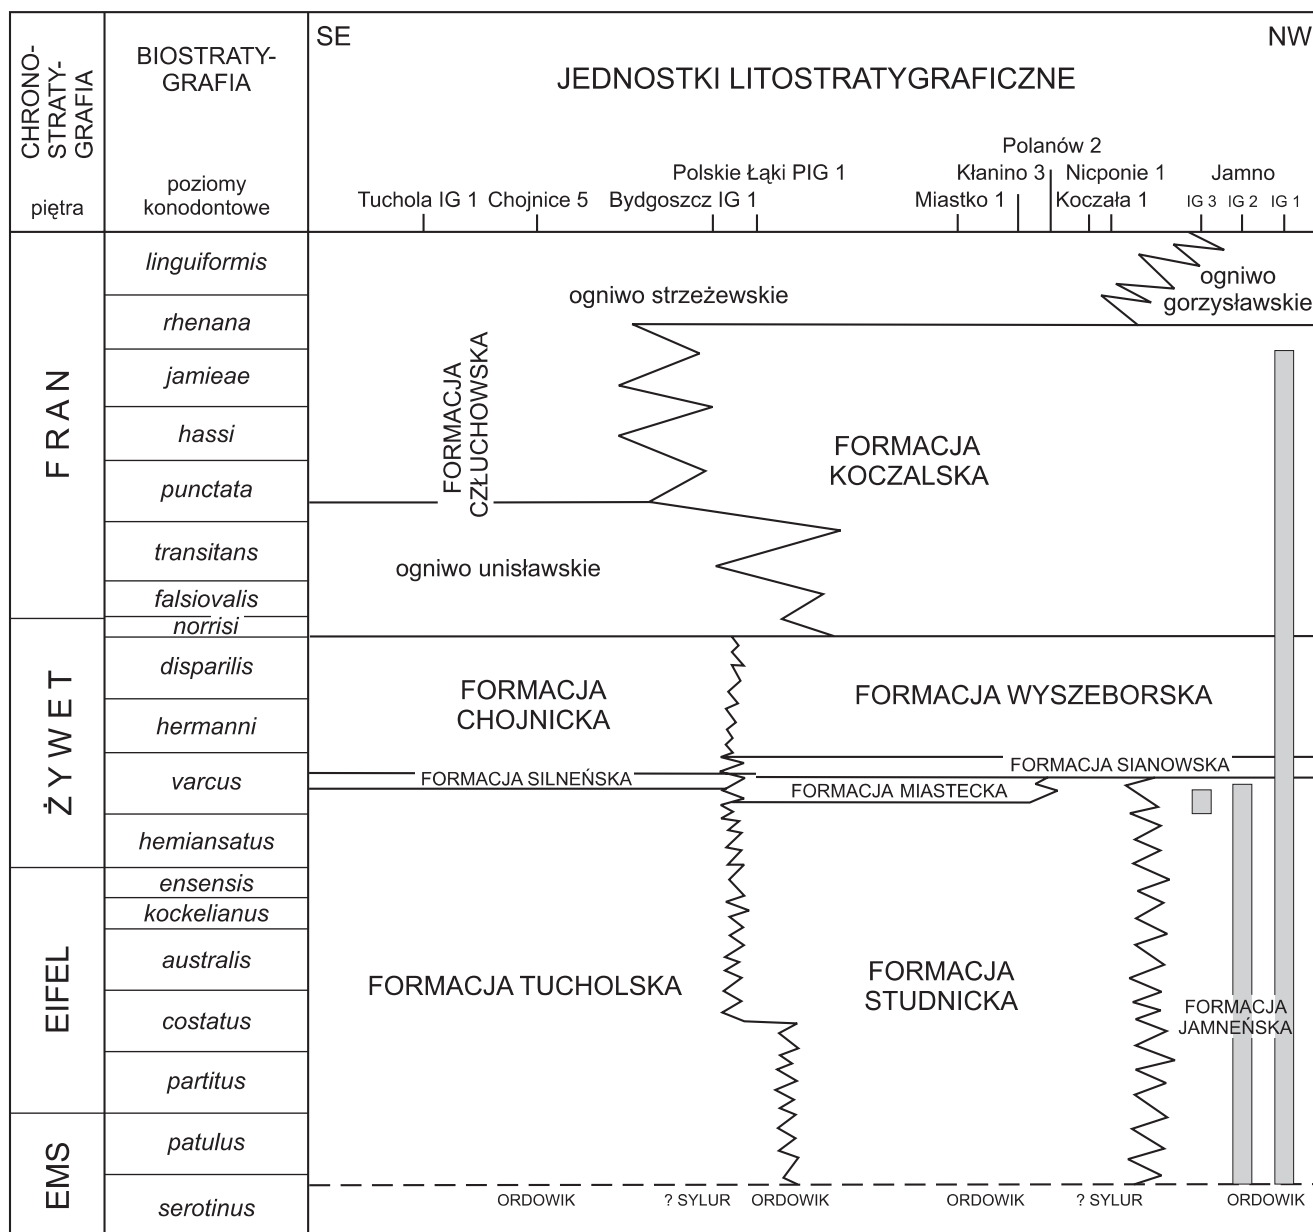 CHRONO-
STRATY-
GRAFIA
piętra
BIOSTRATY-
GRAFIA
poziomy
konodontowe
SE
NW
JEDNOSTKI LITOSTRATYGRAFICZNE
Polanów 2
Polskie Łąki PIG 1
Kłanino 3
Nicponie 1
Jamno
Tuchola IG 1
Chojnice 5
Bydgoszcz IG 1
Miastko 1
Koczała 1
IG 3
IG 2
IG 1
FRAN
linguiformis
rhenana
jamieae
hassi
punctata
transitans
falsiovalis
norrisi
ŻYWET
disparilis
hermanni
varcus
hemiansatus
EIFEL
ensensis
kockelianus
australis
costatus
partitus
EMS
patulus
serotinus
ogniwo strzeżewskie
ogniwo
gorzysławskie
FORMACJA
CZŁUCHOWSKA
FORMACJA
KOCZALSKA
ogniwo unisławskie
FORMACJA
CHOJNICKA
FORMACJA WYSZEBORSKA
FORMACJA SIANOWSKA
FORMACJA SILNEŃSKA
FORMACJA MIASTECKA
FORMACJA TUCHOLSKA
FORMACJA
STUDNICKA
FORMACJA
JAMNEŃSKA
ORDOWIK
? SYLUR
ORDOWIK
ORDOWIK
? SYLUR
ORDOWIK